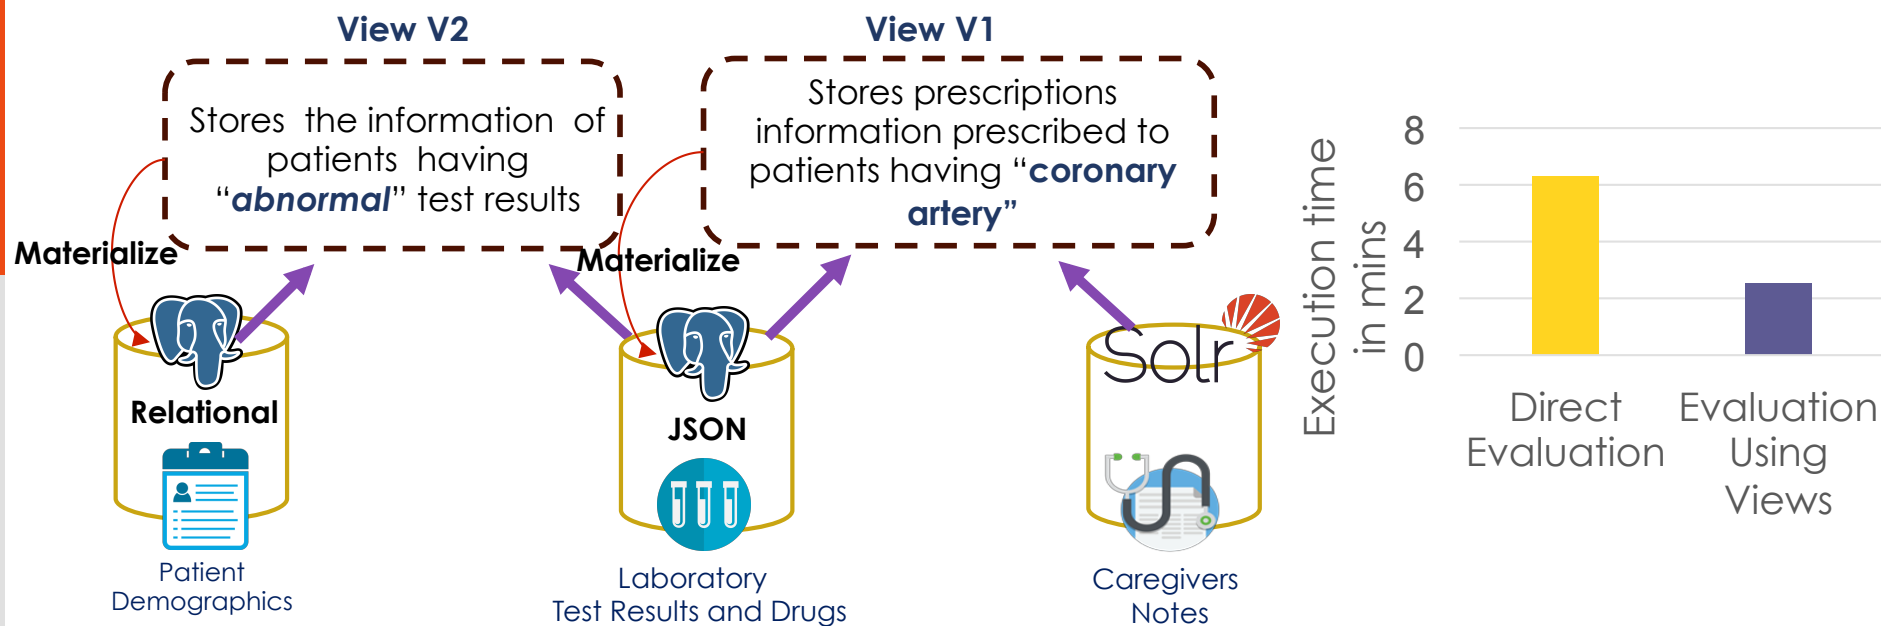 View V2
Stores the information of
patients having
“abnormal” test results
Materialize
View V1
Stores prescriptions
information prescribed to
patients having “coronary
artery”
Materialize
Relational
Patient
Demographics
JSON
Laboratory
Test Results and Drugs
Solr
Caregivers
Notes
Execution time
in mins
8
6
4
2
0
Direct
Evaluation
Evaluation
Using
Views